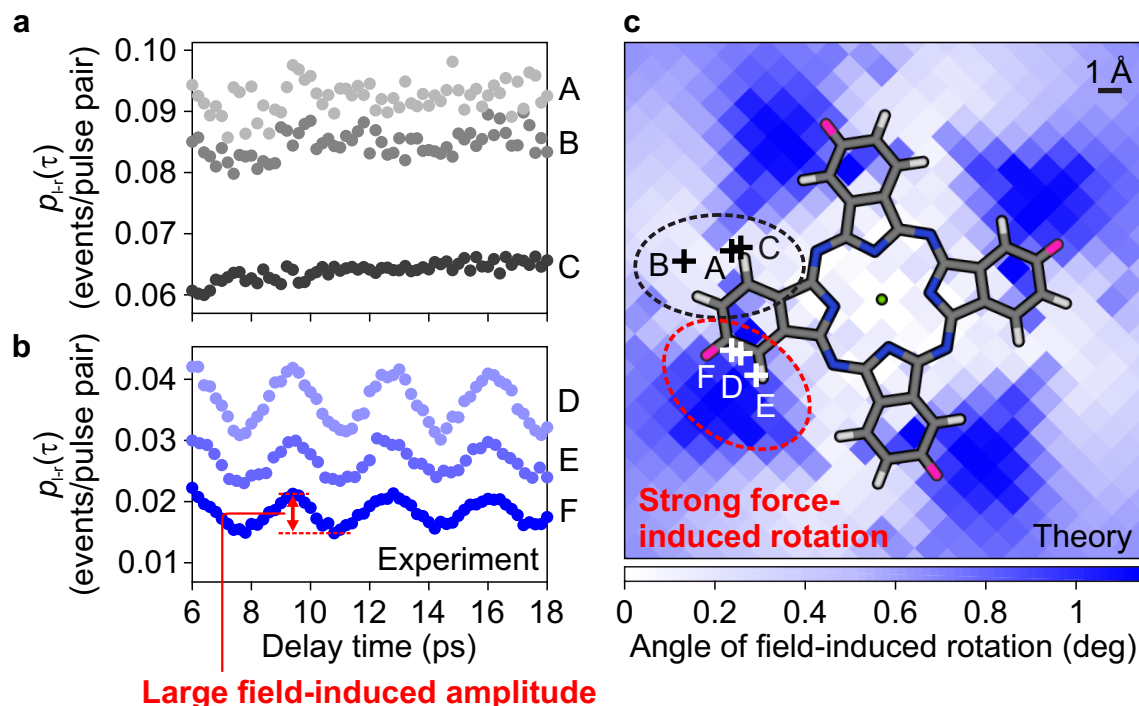 a
0.10
0.09
0.08
0.07
0.06
pl-r(τ)
(events/pulse pair)
A
B
C
b
0.04
0.03
0.02
0.01
pl-r(τ)
(events/pulse pair)
D
E
F
Experiment
6 8 10 12 14 16 18
Delay time (ps)
Large field-induced amplitude
c
1 Å
B A C
F D E
Strong force-
induced rotation
Theory
0 0.2 0.4 0.6 0.8 1
Angle of field-induced rotation (deg)